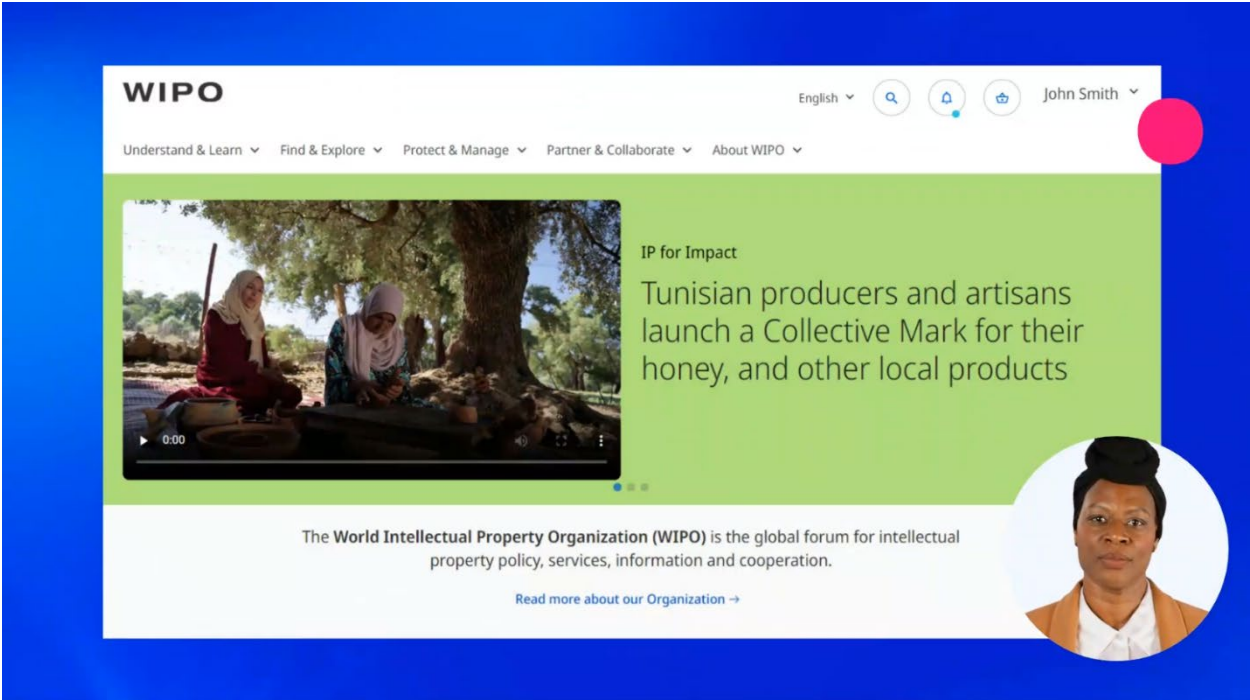 WIPO
English
John Smith
Understand & Learn
Find & Explore
Protect & Manage
Partner & Collaborate
About WIPO
0:00
IP for Impact
Tunisian producers and artisans
launch a Collective Mark for their
honey, and other local products
The World Intellectual Property Organization (WIPO) is the global forum for intellectual
property policy, services, information and cooperation.
Read more about our Organization →